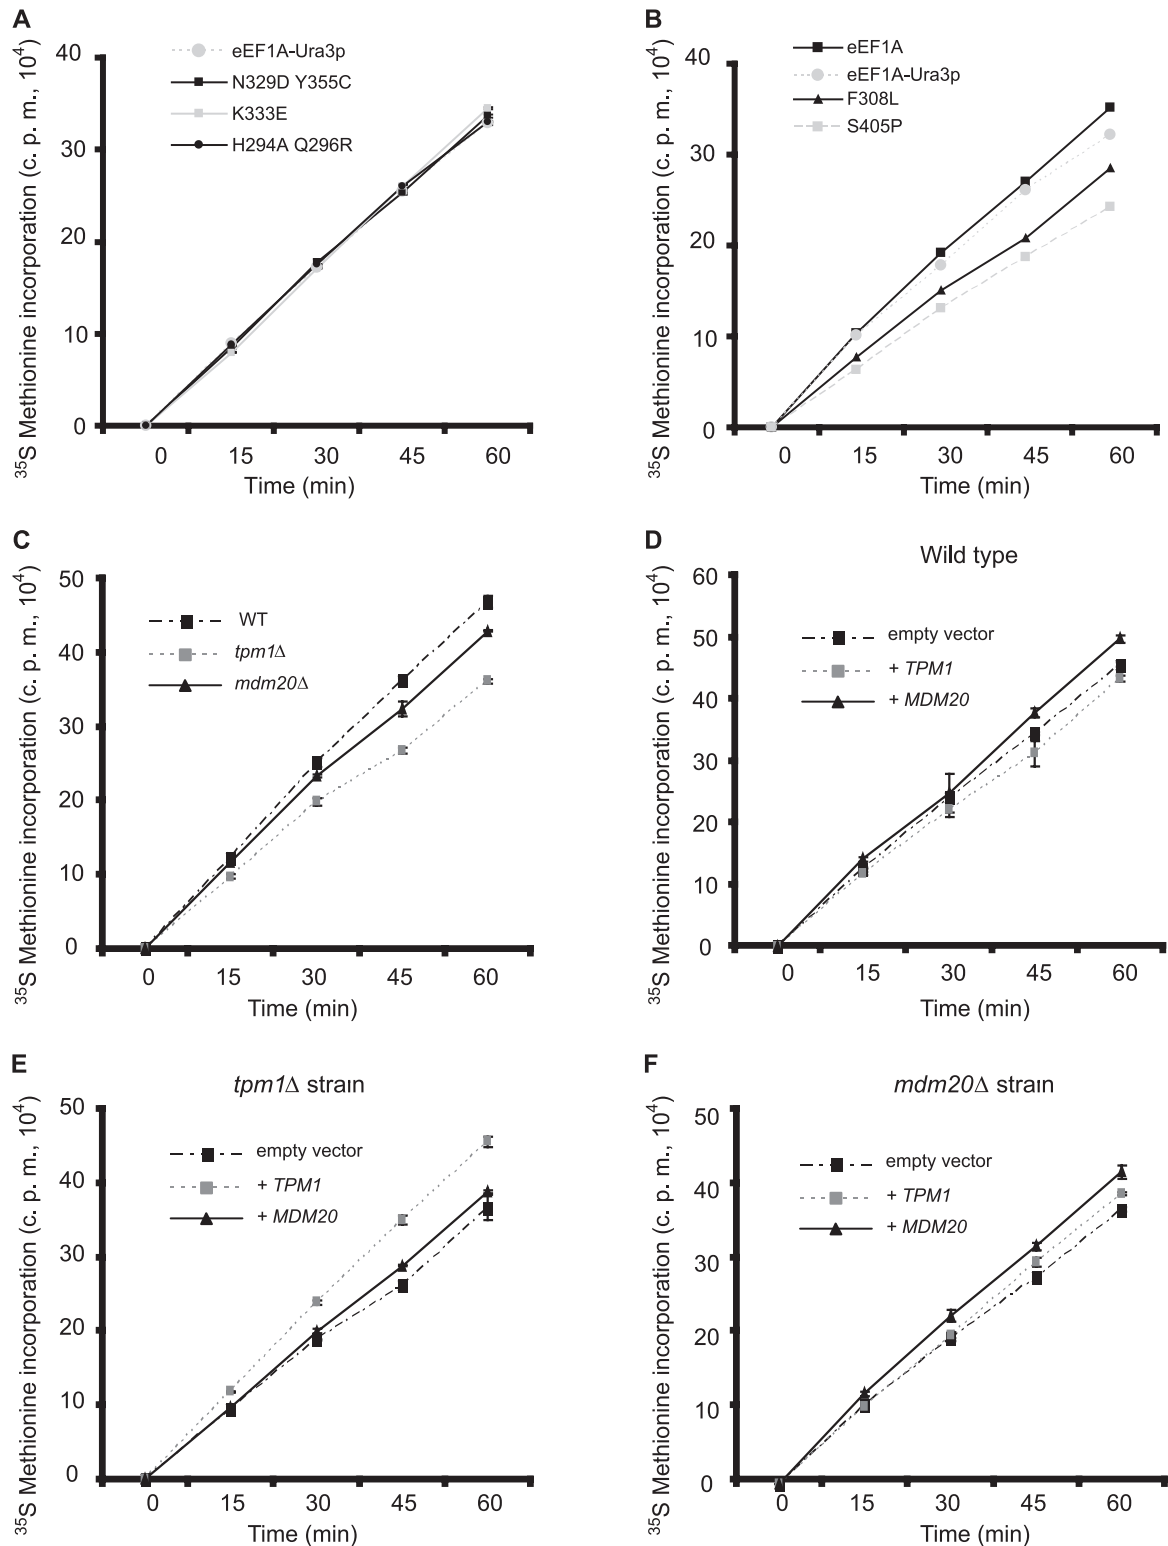 A
eEF1A-Ura3p
N329D Y355C
K333E
H294A Q296R
³⁵S Methionine incorporation (c. p. m., 10⁴)
40
30
20
10
0
0 15 30 45 60
Time (min)
B
eEF1A
eEF1A-Ura3p
F308L
S405P
³⁵S Methionine incorporation (c. p. m., 10⁴)
40
30
20
10
0
0 15 30 45 60
Time (min)
C
WT
tpm1Δ
mdm20Δ
³⁵S Methionine incorporation (c. p. m., 10⁴)
50
40
30
20
10
0
0 15 30 45 60
Time (min)
D
Wild type
empty vector
+ TPM1
+ MDM20
³⁵S Methionine incorporation (c. p. m., 10⁴)
60
50
40
30
20
10
0
0 15 30 45 60
Time (min)
E
tpm1Δ strain
empty vector
+ TPM1
+ MDM20
³⁵S Methionine incorporation (c. p. m., 10⁴)
50
40
30
20
10
0
0 15 30 45 60
Time (min)
F
mdm20Δ strain
empty vector
+ TPM1
+ MDM20
³⁵S Methionine incorporation (c. p. m., 10⁴)
50
40
30
20
10
0
0 15 30 45 60
Time (min)